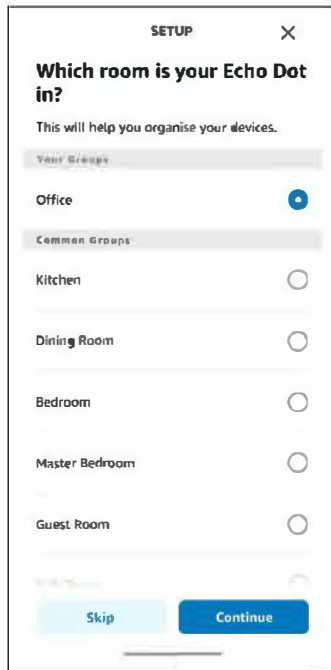 SETUP
Which room is your Echo Dot
in?
This will help you organise your devices.
Your Groups
Office
Common Groups
Kitchen
Dining Room
Bedroom
Master Bedroom
Guest Room
Skip Continue